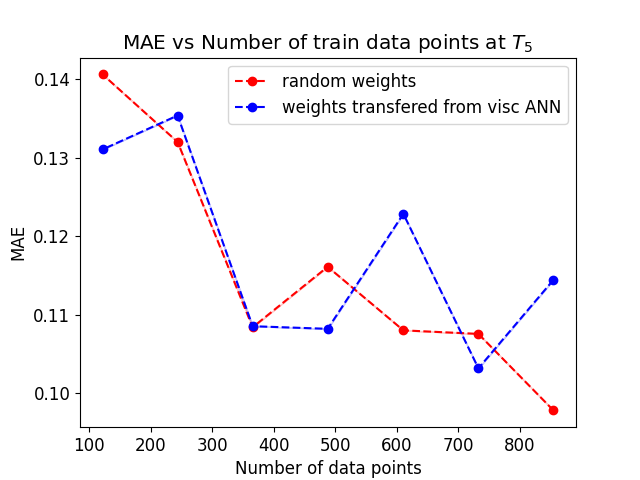 MAE vs Number of train data points at $T_5$
random weights
weights transfered from visc ANN
0.14
0.13
0.12
0.11
0.10
MAE
100 200 300 400 500 600 700 800
Number of data points